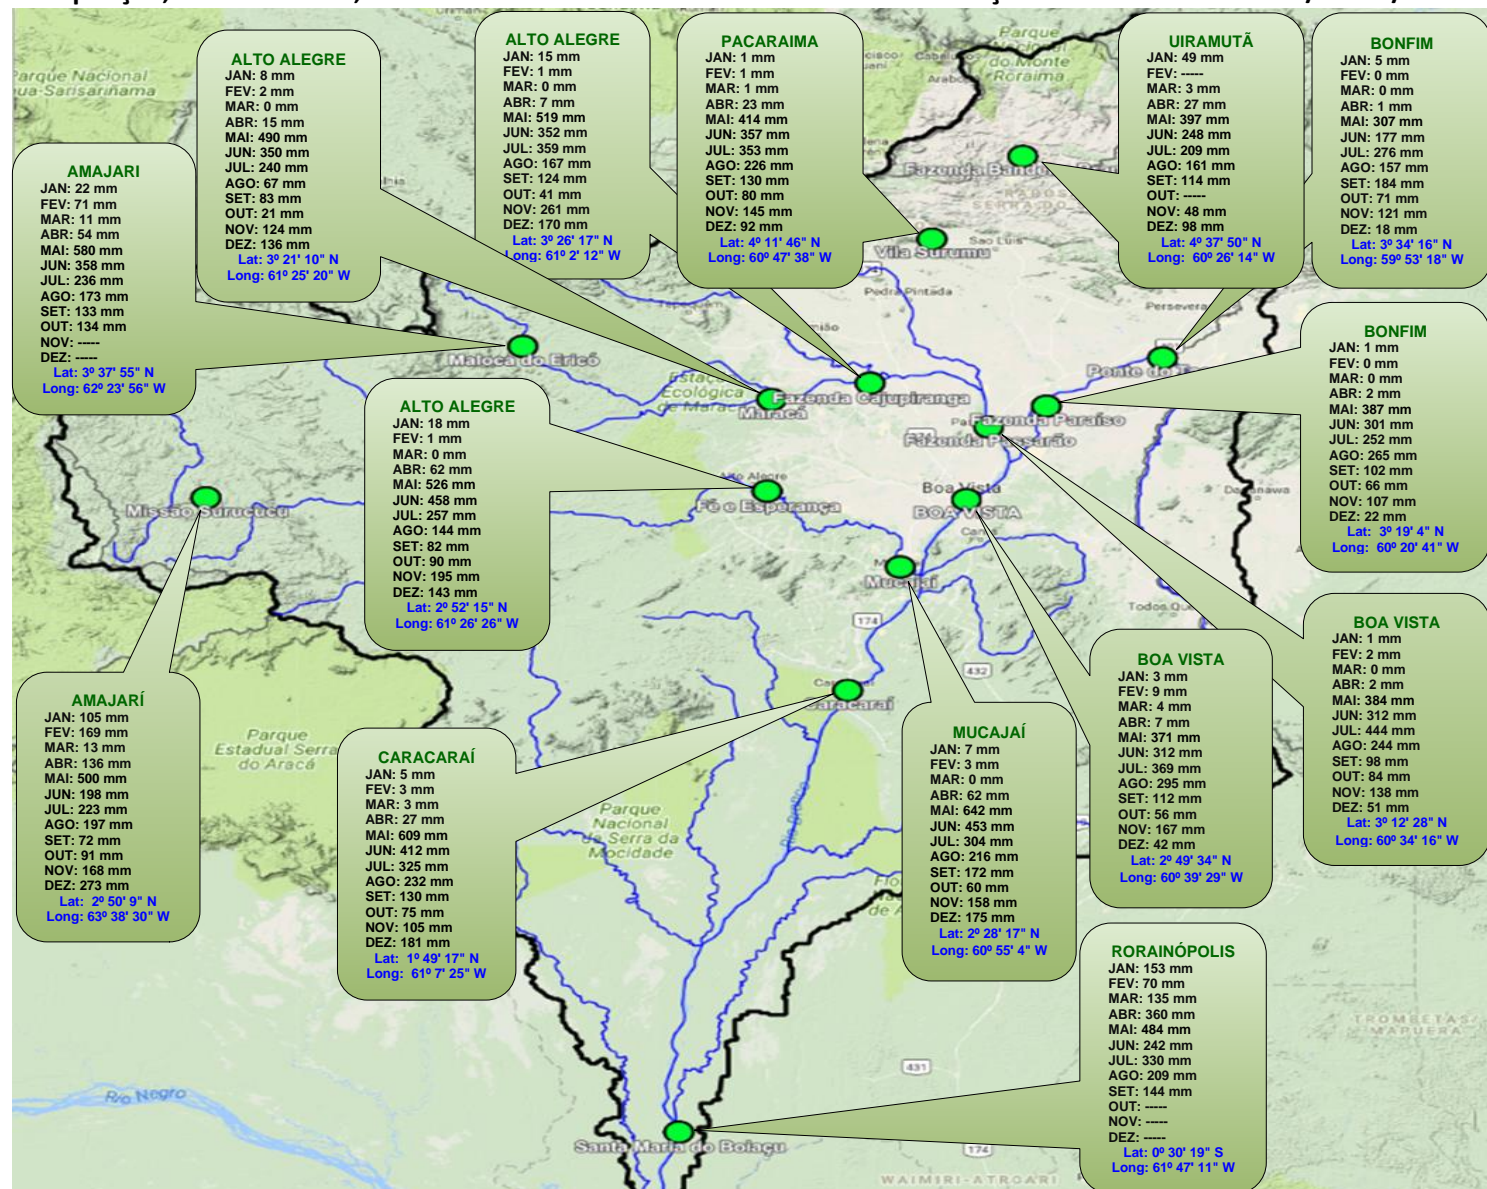 ALTO ALEGRE
JAN: 8 mm
FEV: 2 mm
MAR: 0 mm
ABR: 15 mm
MAI: 490 mm
JUN: 350 mm
JUL: 240 mm
AGO: 67 mm
SET: 83 mm
OUT: 21 mm
NOV: 124 mm
DEZ: 136 mm
Lat: 3º 21' 10" N
Long: 61º 25' 20" W
ALTO ALEGRE
JAN: 15 mm
FEV: 1 mm
MAR: 0 mm
ABR: 7 mm
MAI: 519 mm
JUN: 352 mm
JUL: 359 mm
AGO: 167 mm
SET: 124 mm
OUT: 41 mm
NOV: 261 mm
DEZ: 170 mm
Lat: 3º 26' 17" N
Long: 61º 2' 12" W
PACARAIMA
JAN: 1 mm
FEV: 1 mm
MAR: 1 mm
ABR: 23 mm
MAI: 414 mm
JUN: 357 mm
JUL: 353 mm
AGO: 226 mm
SET: 130 mm
OUT: 80 mm
NOV: 145 mm
DEZ: 92 mm
Lat: 4º 11' 46" N
Long: 60º 47' 38" W
UIRAMUTÃ
JAN: 49 mm
FEV: -----
MAR: 3 mm
ABR: 27 mm
MAI: 397 mm
JUN: 248 mm
JUL: 209 mm
AGO: 161 mm
SET: 114 mm
OUT: -----
NOV: 48 mm
DEZ: 98 mm
Lat: 4º 37' 50" N
Long: 60º 26' 14" W
BONFIM
JAN: 5 mm
FEV: 0 mm
MAR: 0 mm
ABR: 1 mm
MAI: 307 mm
JUN: 177 mm
JUL: 276 mm
AGO: 157 mm
SET: 184 mm
OUT: 71 mm
NOV: 121 mm
DEZ: 18 mm
Lat: 3º 34' 16" N
Long: 59º 53' 18" W
AMAJARI
JAN: 22 mm
FEV: 71 mm
MAR: 11 mm
ABR: 54 mm
MAI: 580 mm
JUN: 358 mm
JUL: 236 mm
AGO: 173 mm
SET: 133 mm
OUT: 134 mm
NOV: -----
DEZ: -----
Lat: 3º 37' 55" N
Long: 62º 23' 56" W
BONFIM
JAN: 1 mm
FEV: 0 mm
MAR: 0 mm
ABR: 2 mm
MAI: 387 mm
JUN: 301 mm
JUL: 252 mm
AGO: 265 mm
SET: 102 mm
OUT: 66 mm
NOV: 107 mm
DEZ: 22 mm
Lat: 3º 19' 4" N
Long: 60º 20' 41" W
ALTO ALEGRE
JAN: 18 mm
FEV: 1 mm
MAR: 0 mm
ABR: 62 mm
MAI: 526 mm
JUN: 458 mm
JUL: 257 mm
AGO: 144 mm
SET: 82 mm
OUT: 90 mm
NOV: 195 mm
DEZ: 143 mm
Lat: 2º 52' 15" N
Long: 61º 26' 26" W
BOA VISTA
JAN: 1 mm
FEV: 2 mm
MAR: 0 mm
ABR: 2 mm
MAI: 384 mm
JUN: 312 mm
JUL: 444 mm
AGO: 244 mm
SET: 98 mm
OUT: 84 mm
NOV: 138 mm
DEZ: 51 mm
Lat: 3º 12' 28" N
Long: 60º 34' 16" W
BOA VISTA
JAN: 3 mm
FEV: 9 mm
MAR: 4 mm
ABR: 7 mm
MAI: 371 mm
JUN: 312 mm
JUL: 369 mm
AGO: 295 mm
SET: 112 mm
OUT: 56 mm
NOV: 167 mm
DEZ: 42 mm
Lat: 2º 49' 34" N
Long: 60º 39' 29" W
AMAJARÍ
JAN: 105 mm
FEV: 169 mm
MAR: 13 mm
ABR: 136 mm
MAI: 500 mm
JUN: 198 mm
JUL: 223 mm
AGO: 197 mm
SET: 72 mm
OUT: 91 mm
NOV: 168 mm
DEZ: 273 mm
Lat: 2º 50' 9" N
Long: 63º 38' 30" W
CARACARAÍ
JAN: 5 mm
FEV: 3 mm
MAR: 3 mm
ABR: 27 mm
MAI: 609 mm
JUN: 412 mm
JUL: 325 mm
AGO: 232 mm
SET: 130 mm
OUT: 75 mm
NOV: 105 mm
DEZ: 181 mm
Lat: 1º 49' 17" N
Long: 61º 7' 25" W
MUCAJAÍ
JAN: 7 mm
FEV: 3 mm
MAR: 0 mm
ABR: 62 mm
MAI: 642 mm
JUN: 453 mm
JUL: 304 mm
AGO: 216 mm
SET: 172 mm
OUT: 60 mm
NOV: 158 mm
DEZ: 175 mm
Lat: 2º 28' 17" N
Long: 60º 55' 4" W
RORAINÓPOLIS
JAN: 153 mm
FEV: 70 mm
MAR: 135 mm
ABR: 360 mm
MAI: 484 mm
JUN: 242 mm
JUL: 330 mm
AGO: 209 mm
SET: 144 mm
OUT: -----
NOV: -----
DEZ: -----
Lat: 0º 30' 19" S
Long: 61º 47' 11" W
Parque
do Monte
Roraima
Vila Surumu
Sao Luis
Pedra Pintada
Maloca do Ericó
Maracá
Fazenda Cajupiranga
Fazenda Paraíso
Fazenda Passarão
Alto Alegre
Fé e Esperança
Boa Vista
BOA VISTA
Missão Surucucu
Mucajaí
174
432
Caracaraí
Parque
Estadual Serra
do Aracá
Parque
Nacional
da Serra da
Mocidade
Rio Branco
Rio Negro
431
174
Santa Maria do Boiaçu
TROMBETAS/
MAPUERA
WAIMIRI-ATROARI